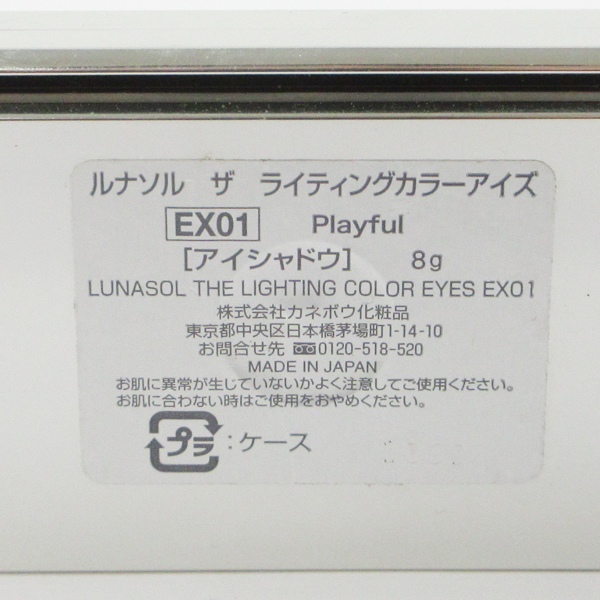 ルナソル ザ ライティングカラーアイズ
EX01 Playful
[アイシャドウ] 8g
LUNASOL THE LIGHTING COLOR EYES EX01
株式会社カネボウ化粧品
東京都中央区日本橋茅場町1-14-10
お問合せ先 0120-518-520
MADE IN JAPAN
お肌に異常が生じていないかよく注意してご使用ください。
お肌に合わない時はご使用をおやめください。
プラ:ケース